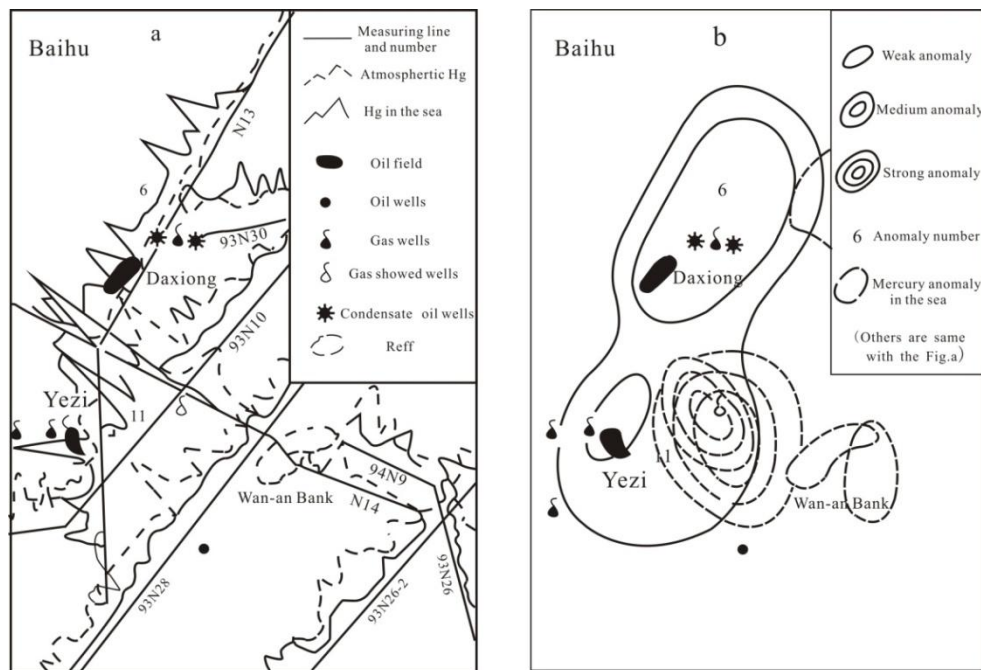 Baihu
a
Measuring line
and number
Atmosphertic Hg
Hg in the sea
Oil field
Oil wells
Gas wells
Gas showed wells
Condensate oil wells
Reff
N13
6
93N30
Daxiong
93N10
Yezi
11
Wan-an Bank
94N9
N14
93N28
93N26-2
93N26
Baihu
b
Weak anomaly
Medium anomaly
Strong anomaly
6 Anomaly number
Mercury anomaly
in the sea
(Others are same
with the Fig.a)
6
Daxiong
11
Yezi
Wan-an Bank